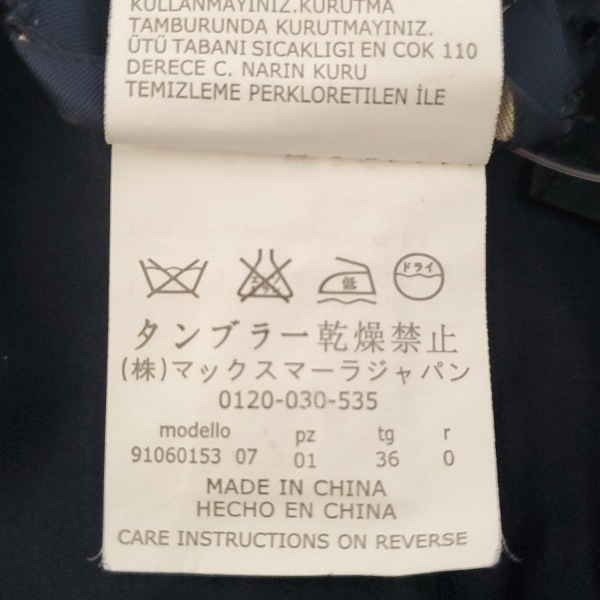 KULLANMAYINIZ.KURUTMA
TAMBURUNDA KURUTMAYINIZ.
ÜTÜ TABANI SICAKLIGI EN COK 110
DERECE C. NARIN KURU
TEMIZLEME PERKLORETILEN İLE
低
ドライ
タンブラー乾燥禁止
(株)マックスマーラジャパン
0120-030-535
modello pz tg r
91060153 07 01 36 0
MADE IN CHINA
HECHO EN CHINA
CARE INSTRUCTIONS ON REVERSE